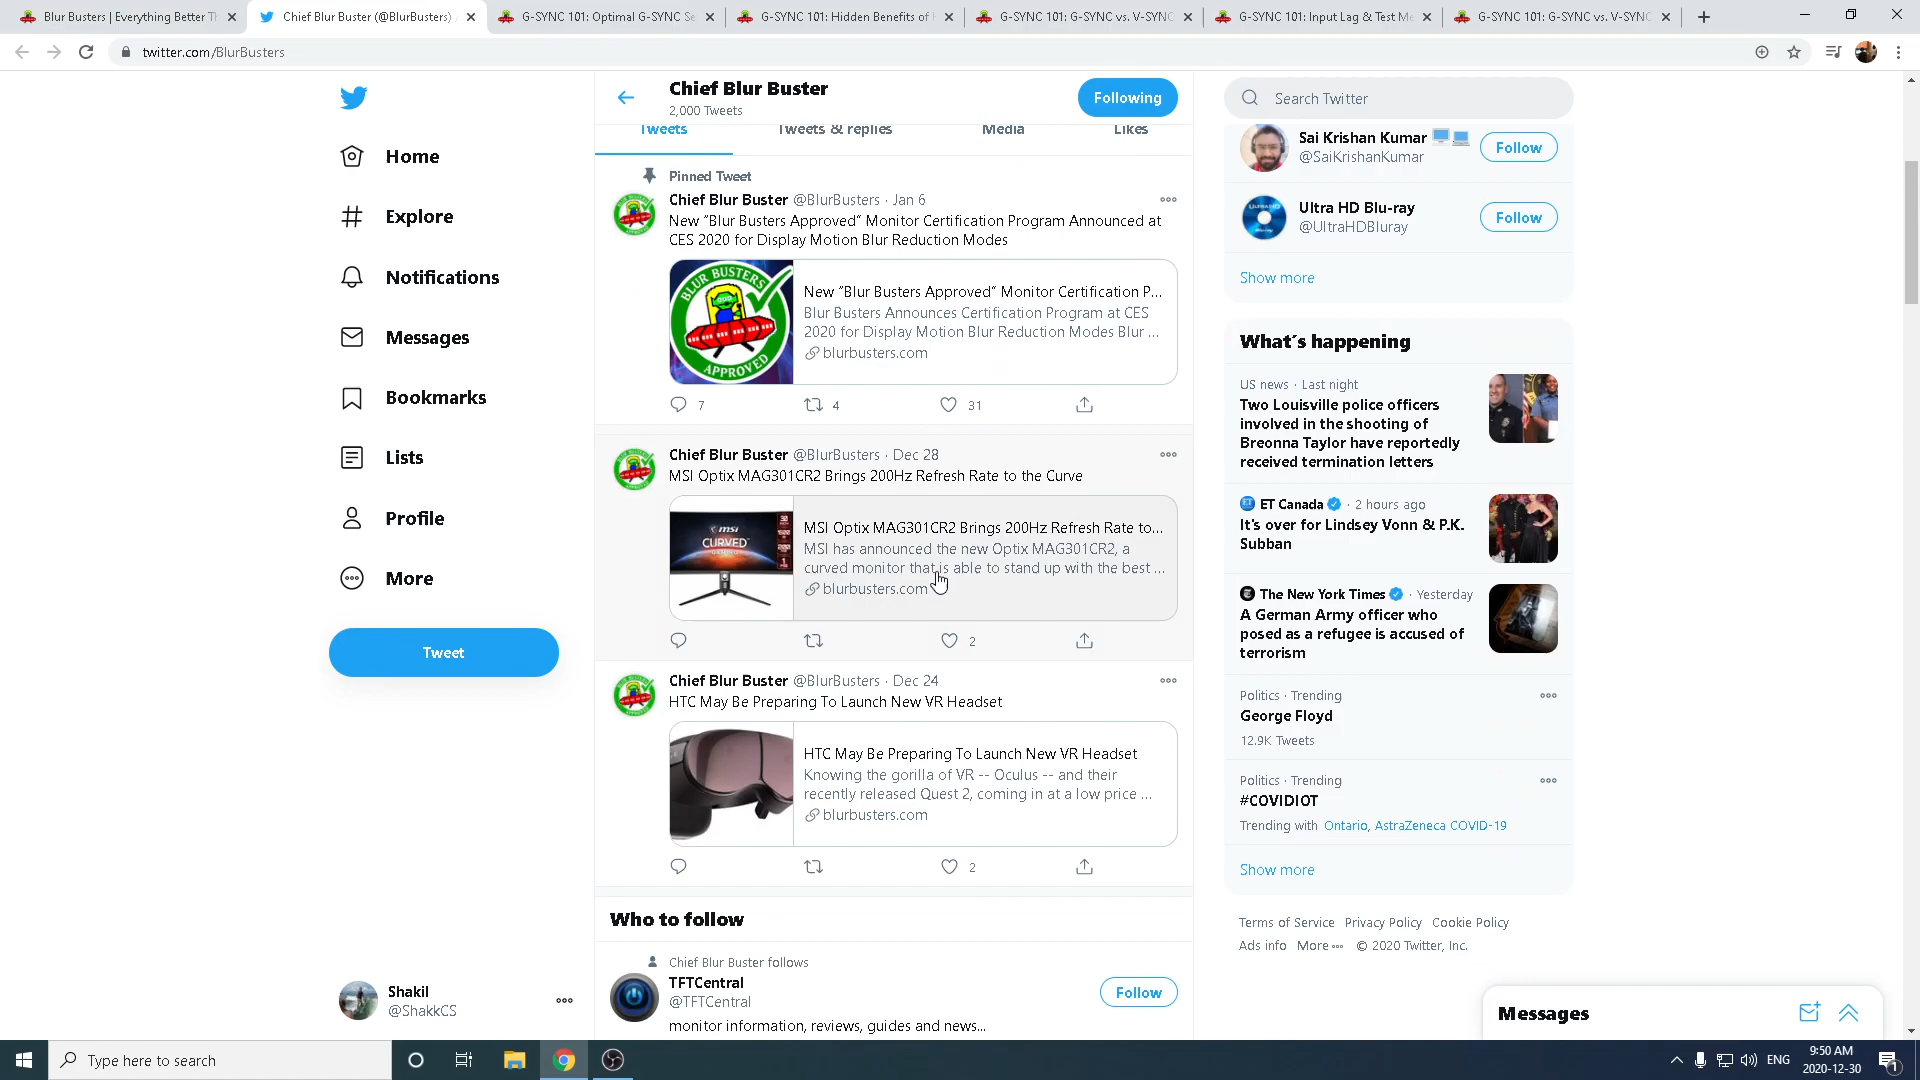 Blur Busters | Everything Better Th
Chief Blur Buster (@BlurBusters)
G-SYNC 101: Optimal G-SYNC Se
G-SYNC 101: Hidden Benefits of H
G-SYNC 101: G-SYNC vs. V-SYNC
G-SYNC 101: Input Lag & Test Me
G-SYNC 101: G-SYNC vs. V-SYNC
twitter.com/BlurBusters
Home
Explore
Notifications
Messages
Bookmarks
Lists
Profile
More
Tweet
Shakil
@ShakkCS
Chief Blur Buster
2,000 Tweets
Following
Tweets
Tweets & replies
Media
Likes
Pinned Tweet
Chief Blur Buster @BlurBusters · Jan 6
New “Blur Busters Approved” Monitor Certification Program Announced at
CES 2020 for Display Motion Blur Reduction Modes
BLUR BUSTERS
APPROVED
New “Blur Busters Approved” Monitor Certification P...
Blur Busters Announces Certification Program at CES
2020 for Display Motion Blur Reduction Modes Blur ...
blurbusters.com
7
4
31
Chief Blur Buster @BlurBusters · Dec 28
MSI Optix MAG301CR2 Brings 200Hz Refresh Rate to the Curve
msi
CURVED
MSI Optix MAG301CR2 Brings 200Hz Refresh Rate to...
MSI has announced the new Optix MAG301CR2, a
curved monitor that is able to stand up with the best ...
blurbusters.com
2
Chief Blur Buster @BlurBusters · Dec 24
HTC May Be Preparing To Launch New VR Headset
HTC May Be Preparing To Launch New VR Headset
Knowing the gorilla of VR -- Oculus -- and their
recently released Quest 2, coming in at a low price ...
blurbusters.com
2
Who to follow
Chief Blur Buster follows
TFTCentral
@TFTCentral
Follow
monitor information, reviews, guides and news...
Search Twitter
Sai Krishan Kumar
@SaiKrishanKumar
Follow
Ultra HD Blu-ray
@UltraHDBluray
Follow
Show more
What's happening
US news · Last night
Two Louisville police officers
involved in the shooting of
Breonna Taylor have reportedly
received termination letters
ET Canada · 2 hours ago
It's over for Lindsey Vonn & P.K.
Subban
The New York Times · Yesterday
A German Army officer who
posed as a refugee is accused of
terrorism
Politics · Trending
George Floyd
12.9K Tweets
Politics · Trending
#COVIDIOT
Trending with Ontario, AstraZeneca COVID-19
Show more
Terms of Service Privacy Policy Cookie Policy
Ads info More © 2020 Twitter, Inc.
Messages
Type here to search
ENG
9:50 AM
2020-12-30
1